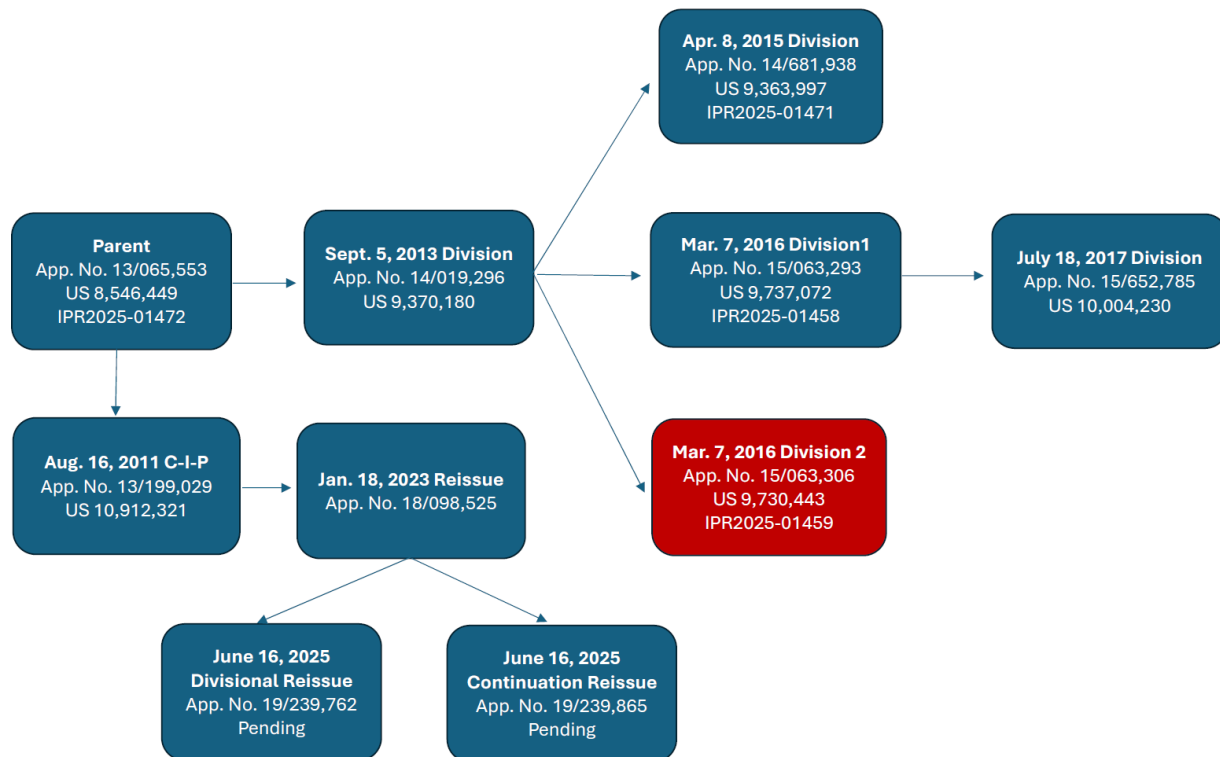 Apr. 8, 2015 Division
App. No. 14/681,938
US 9,363,997
IPR2025-01471
Parent
App. No. 13/065,553
US 8,546,449
IPR2025-01472
Sept. 5, 2013 Division
App. No. 14/019,296
US 9,370,180
Mar. 7, 2016 Division1
App. No. 15/063,293
US 9,737,072
IPR2025-01458
July 18, 2017 Division
App. No. 15/652,785
US 10,004,230
Aug. 16, 2011 C-I-P
App. No. 13/199,029
US 10,912,321
Jan. 18, 2023 Reissue
App. No. 18/098,525
Mar. 7, 2016 Division 2
App. No. 15/063,306
US 9,730,443
IPR2025-01459
June 16, 2025
Divisional Reissue
App. No. 19/239,762
Pending
June 16, 2025
Continuation Reissue
App. No. 19/239,865
Pending